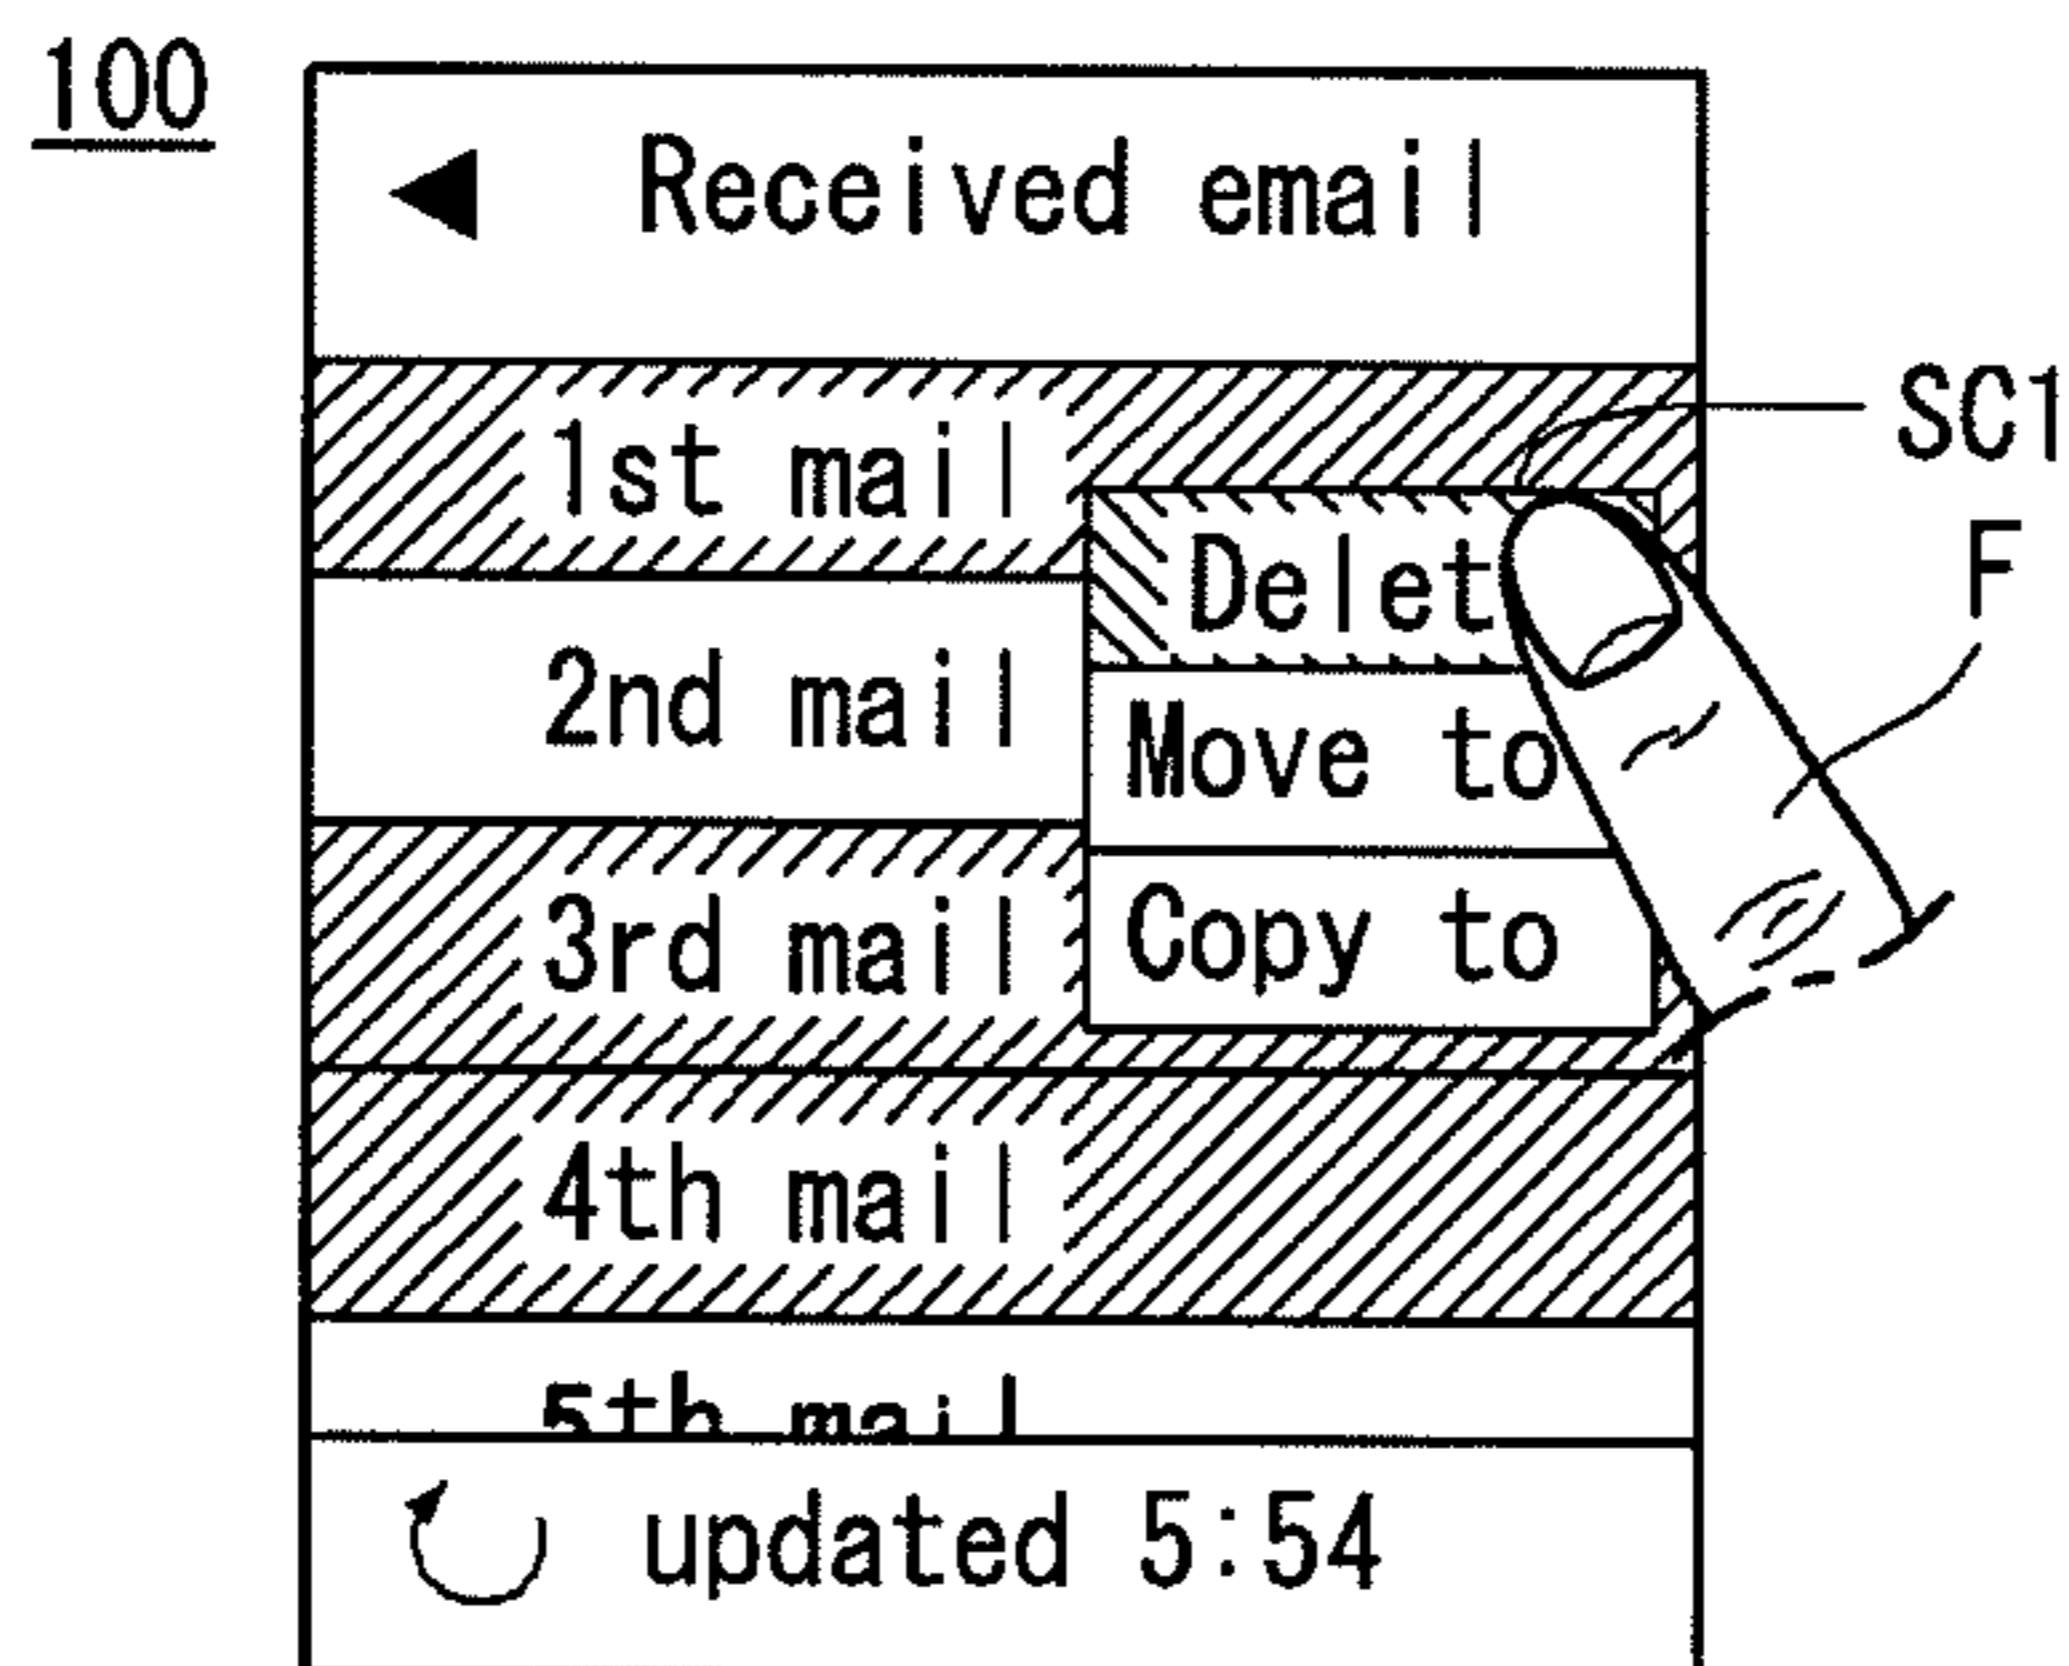 100
◀ Received email
SC1
1st mail
F
Delet
2nd mail
Move to
3rd mail
Copy to
4th mail
5th mail
updated 5:54